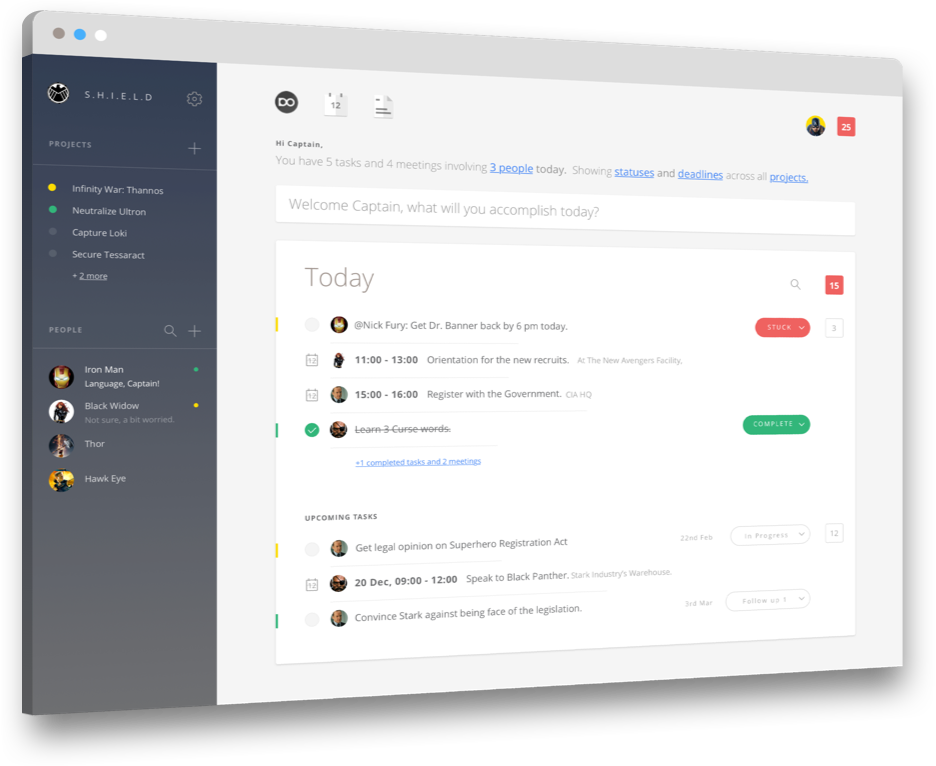 S.H.I.E.L.D
PROJECTS
Infinity War: Thannos
Neutralize Ultron
Capture Loki
Secure Tessaract
+ 2 more
PEOPLE
Iron Man
Language, Captain!
Black Widow
Not sure, a bit worried.
Thor
Hawk Eye
DO
12
25
Hi Captain,
You have 5 tasks and 4 meetings involving 3 people today. Showing statuses and deadlines across all projects.
Welcome Captain, what will you accomplish today?
Today
15
@Nick Fury: Get Dr. Banner back by 6 pm today.
STUCK
3
12
11:00 - 13:00 Orientation for the new recruits. At The New Avengers Facility,
12
15:00 - 16:00 Register with the Government. CIA HQ
Learn 3 Curse words.
COMPLETE
+1 completed tasks and 2 meetings
UPCOMING TASKS
Get legal opinion on Superhero Registration Act
22nd Feb
in Progress
12
12
20 Dec, 09:00 - 12:00 Speak to Black Panther. Stark Industry's Warehouse.
Convince Stark against being face of the legislation.
3rd Mar
Follow up !